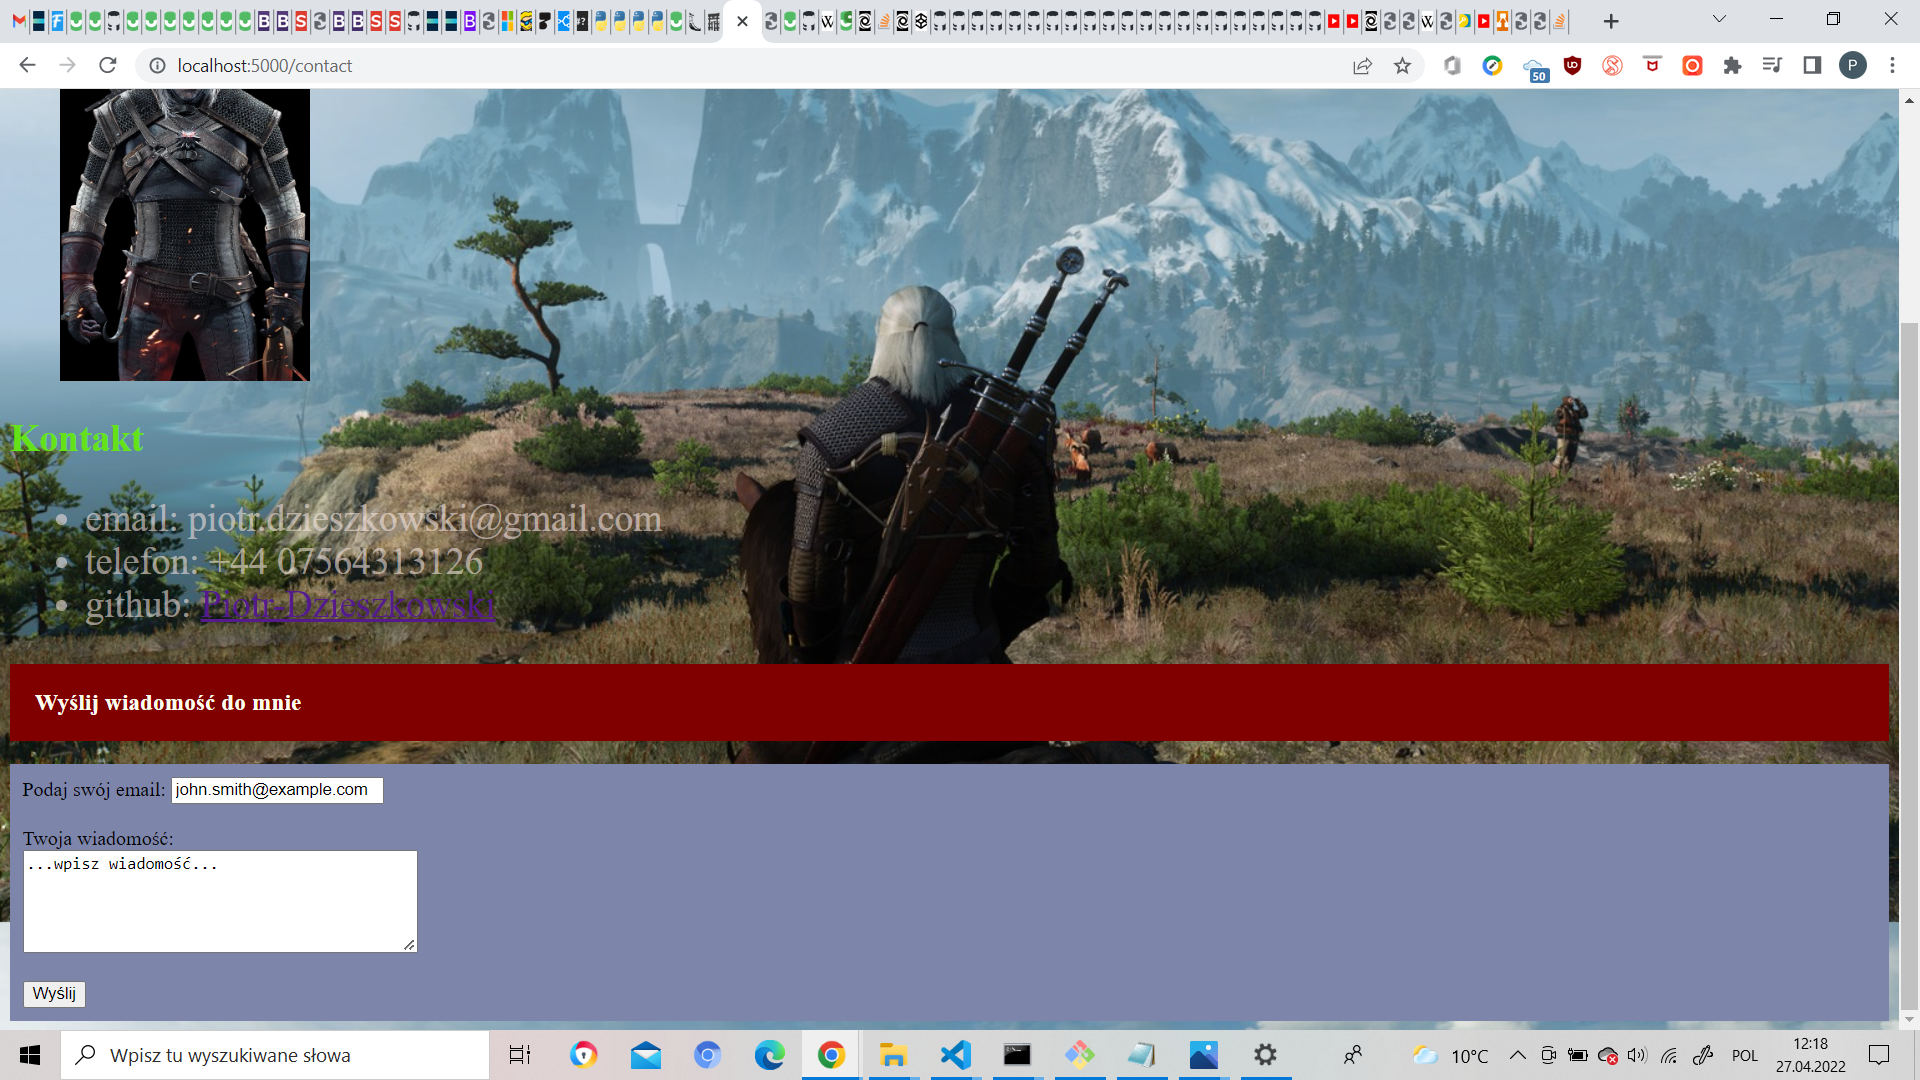 localhost:5000/contact
50
P
Kontakt
email: piotr.dzieszkowski@gmail.com
telefon: +44 07564313126
github: Piotr-Dzieszkowski
Wyślij wiadomość do mnie
Podaj swój email: john.smith@example.com
Twoja wiadomość:
...wpisz wiadomość...
Wyślij
Wpisz tu wyszukiwane słowa
10°C
POL
12:18
27.04.2022